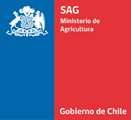 SAG
Ministerio de
Agricultura
Gobierno de Chile